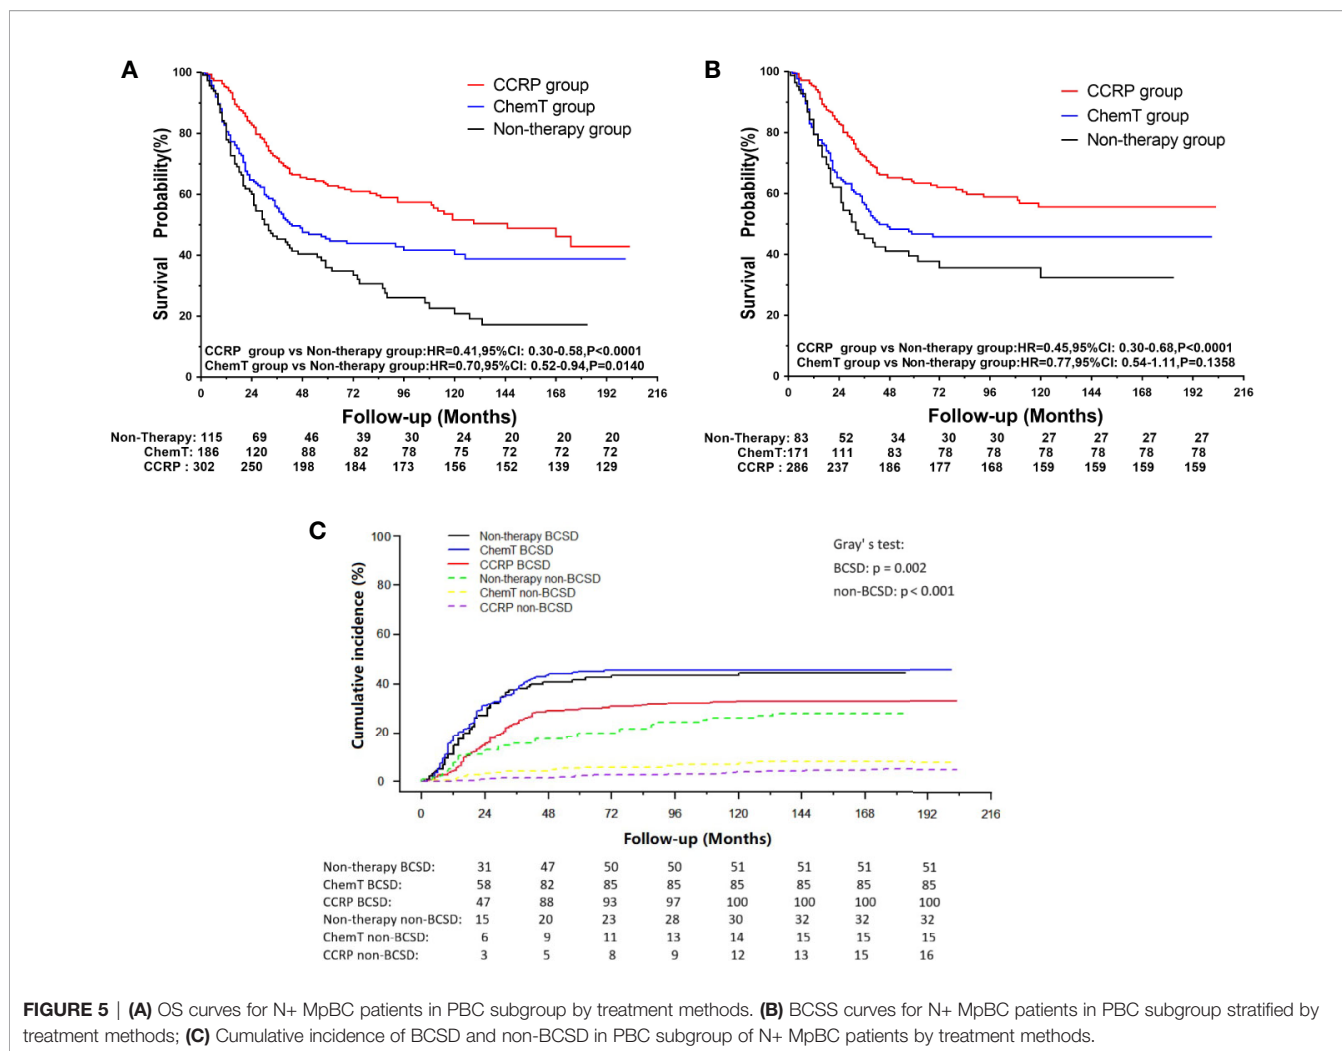 A
100
80
60
40
20
0
Survival Probability(%)
CCRP group
ChemT group
Non-therapy group
CCRP group vs Non-therapy group:HR=0.41,95%CI: 0.30-0.58,P<0.0001
ChemT group vs Non-therapy group:HR=0.70,95%CI: 0.52-0.94,P=0.0140
0 24 48 72 96 120 144 168 192 216
Follow-up (Months)
Non-Therapy: 115 69 46 39 30 24 20 20 20
ChemT: 186 120 88 82 78 75 72 72 72
CCRP : 302 250 198 184 173 156 152 139 129
B
100
80
60
40
20
0
Survival Probability(%)
CCRP group
ChemT group
Non-therapy group
CCRP group vs Non-therapy group:HR=0.45,95%CI: 0.30-0.68,P<0.0001
ChemT group vs Non-therapy group:HR=0.77,95%CI: 0.54-1.11,P=0.1358
0 24 48 72 96 120 144 168 192 216
Follow-up (Months)
Non-Therapy: 83 52 34 30 30 27 27 27 27
ChemT: 171 111 83 78 78 78 78 78 78
CCRP : 286 237 186 177 168 159 159 159 159
C
100
80
60
40
20
0
Cumulative incidence (%)
Non-therapy BCSD
ChemT BCSD
CCRP BCSD
Non-therapy non-BCSD
ChemT non-BCSD
CCRP non-BCSD
Gray' s test:
BCSD: p = 0.002
non-BCSD: p < 0.001
0 24 48 72 96 120 144 168 192 216
Follow-up (Months)
Non-therapy BCSD: 31 47 50 50 51 51 51 51
ChemT BCSD: 58 82 85 85 85 85 85 85
CCRP BCSD: 47 88 93 97 100 100 100 100
Non-therapy non-BCSD: 15 20 23 28 30 32 32 32
ChemT non-BCSD: 6 9 11 13 14 15 15 15
CCRP non-BCSD: 3 5 8 9 12 13 15 16
FIGURE 5 | (A) OS curves for N+ MpBC patients in PBC subgroup by treatment methods. (B) BCSS curves for N+ MpBC patients in PBC subgroup stratified by
treatment methods; (C) Cumulative incidence of BCSD and non-BCSD in PBC subgroup of N+ MpBC patients by treatment methods.